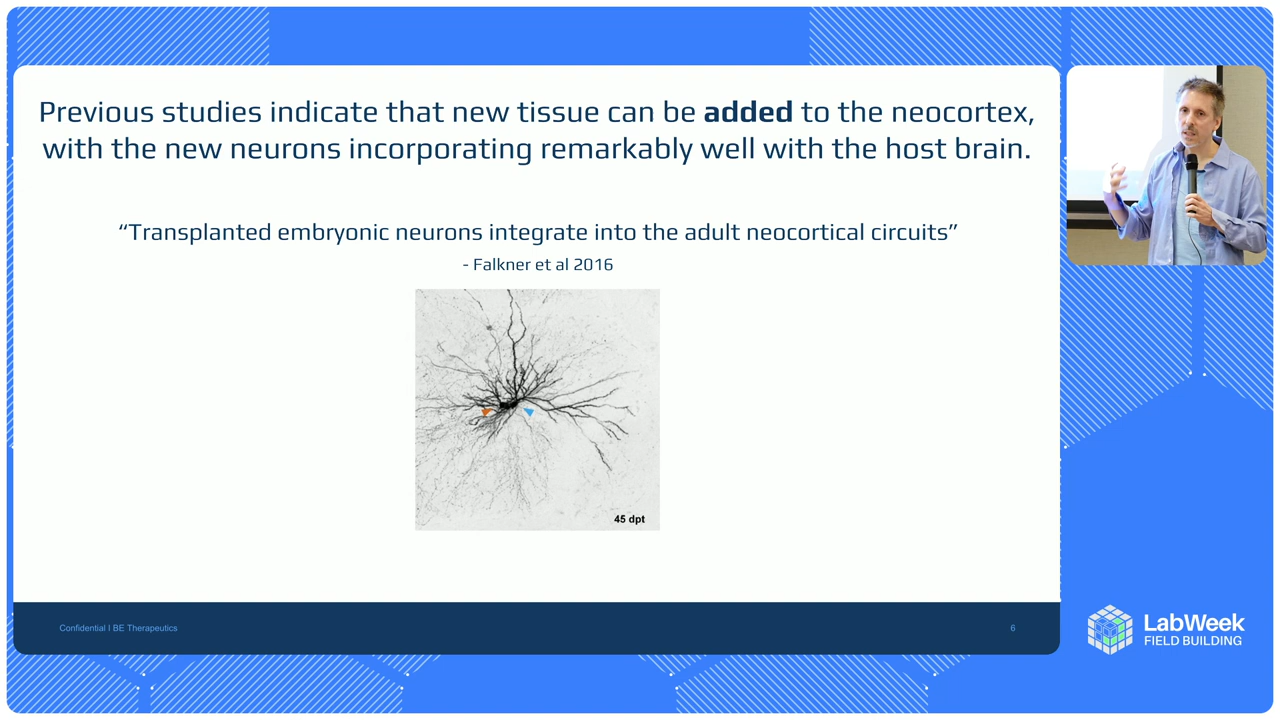 Previous studies indicate that new tissue can be added to the neocortex,
with the new neurons incorporating remarkably well with the host brain.
“Transplanted embryonic neurons integrate into the adult neocortical circuits”
- Falkner et al 2016
45 dpt
Confidential I BE Therapeutics
6
LabWeek
FIELD BUILDING